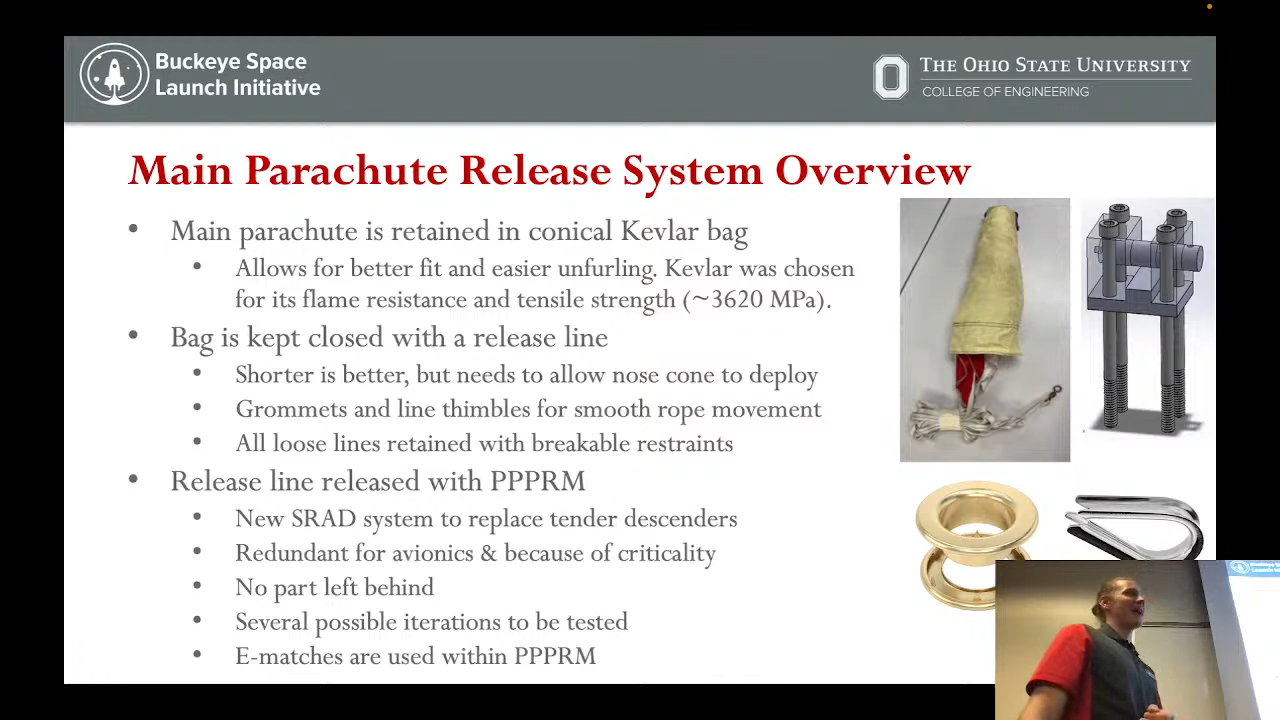 Buckeye Space
Launch Initiative
THE OHIO STATE UNIVERSITY
COLLEGE OF ENGINEERING
Main Parachute Release System Overview
• Main parachute is retained in conical Kevlar bag
• Allows for better fit and easier unfurling. Kevlar was chosen
for its flame resistance and tensile strength (~3620 MPa).
• Bag is kept closed with a release line
• Shorter is better, but needs to allow nose cone to deploy
• Grommets and line thimbles for smooth rope movement
• All loose lines retained with breakable restraints
• Release line released with PPPRM
• New SRAD system to replace tender descenders
• Redundant for avionics & because of criticality
• No part left behind
• Several possible iterations to be tested
• E-matches are used within PPPRM